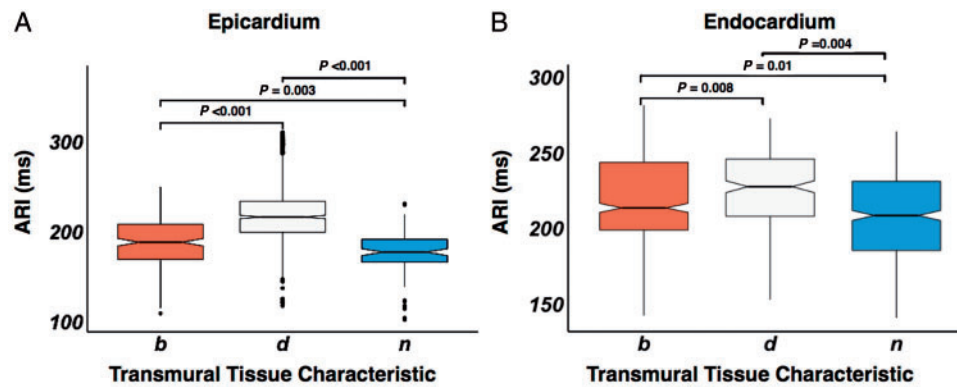 A
Epicardium
P <0.001
P = 0.003
P <0.001
ARI (ms)
300
200
100
b
d
n
Transmural Tissue Characteristic
B
Endocardium
P =0.004
P = 0.01
P = 0.008
ARI (ms)
300
250
200
150
b
d
n
Transmural Tissue Characteristic